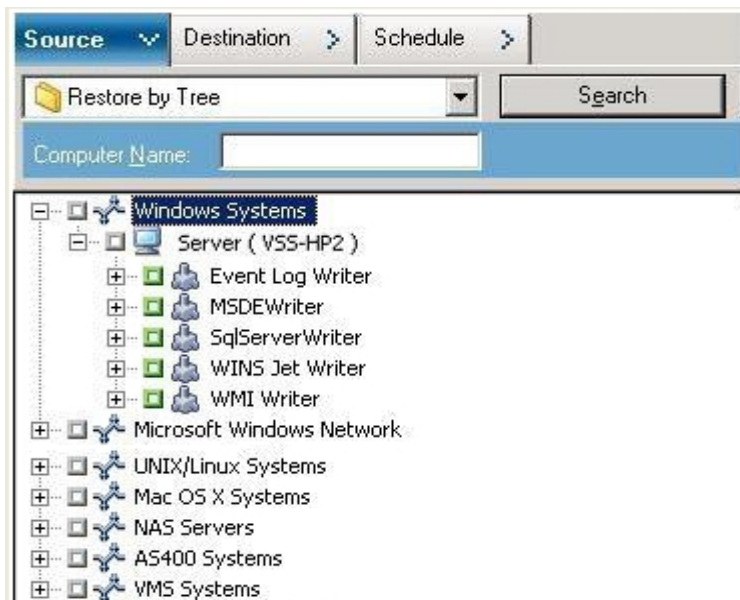 Source Destination Schedule
Restore by Tree Search
Computer Name:
Windows Systems
Server ( VSS-HP2 )
Event Log Writer
MSDEWriter
SqlServerWriter
WINS Jet Writer
WMI Writer
Microsoft Windows Network
UNIX/Linux Systems
Mac OS X Systems
NAS Servers
AS400 Systems
VMS Systems